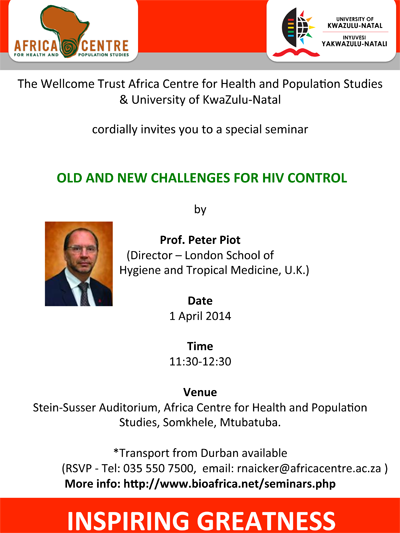 AFRICA CENTRE
FOR HEALTH AND POPULATION STUDIES
UNIVERSITY OF
KWAZULU-NATAL
INYUVESI
YAKWAZULU-NATALI
The Wellcome Trust Africa Centre for Health and Population Studies
& University of KwaZulu-Natal
cordially invites you to a special seminar
OLD AND NEW CHALLENGES FOR HIV CONTROL
by
Prof. Peter Piot
(Director – London School of
Hygiene and Tropical Medicine, U.K.)
Date
1 April 2014
Time
11:30-12:30
Venue
Stein-Susser Auditorium, Africa Centre for Health and Population
Studies, Somkhele, Mtubatuba.
*Transport from Durban available
(RSVP - Tel: 035 550 7500,  email: rnaicker@africacentre.ac.za )
More info: http://www.bioafrica.net/seminars.php
INSPIRING GREATNESS